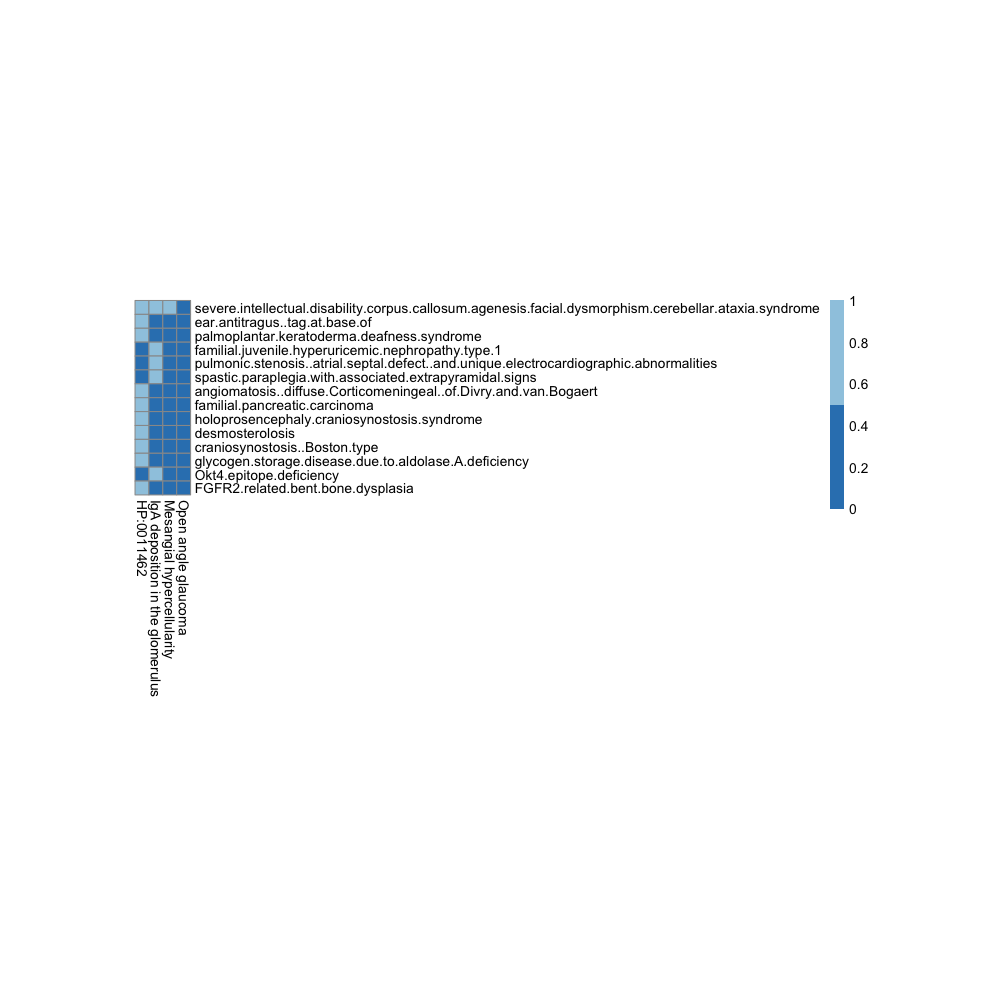 severe.intellectual.disability.corpus.callosum.agenesis.facial.dysmorphism.cerebellar.ataxia.syndrome
ear.antitragus..tag.at.base.of
palmoplantar.keratoderma.deafness.syndrome
familial.juvenile.hyperuricemic.nephropathy.type.1
pulmonic.stenosis..atrial.septal.defect..and.unique.electrocardiographic.abnormalities
spastic.paraplegia.with.associated.extrapyramidal.signs
angiomatosis..diffuse.Corticomeningeal..of.Divry.and.van.Bogaert
familial.pancreatic.carcinoma
holoprosencephaly.craniosynostosis.syndrome
desmosterolosis
craniosynostosis..Boston.type
glycogen.storage.disease.due.to.aldolase.A.deficiency
Okt4.epitope.deficiency
FGFR2.related.bent.bone.dysplasia
HP:0011462
IgA deposition in the glomerulus
Mesangial hypercellularity
Open angle glaucoma
1
0.8
0.6
0.4
0.2
0